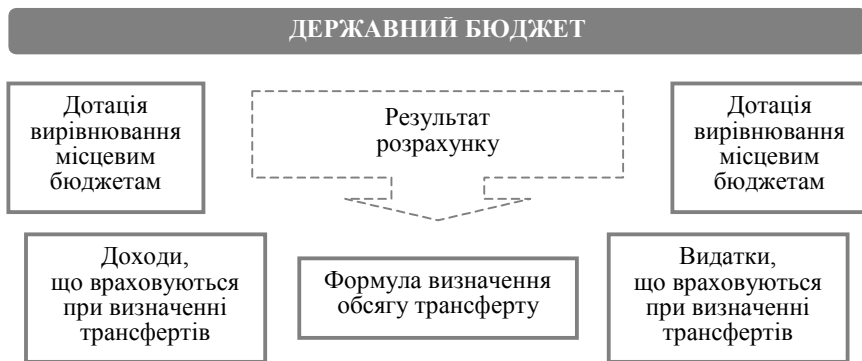 ДЕРЖАВНИЙ БЮДЖЕТ
Дотація
вирівнювання
місцевим
бюджетам
Результат
розрахунку
Дотація
вирівнювання
місцевим
бюджетам
Доходи,
що враховуються
при визначенні
трансфертів
Формула визначення
обсягу трансферту
Видатки,
що враховуються
при визначенні
трансфертів